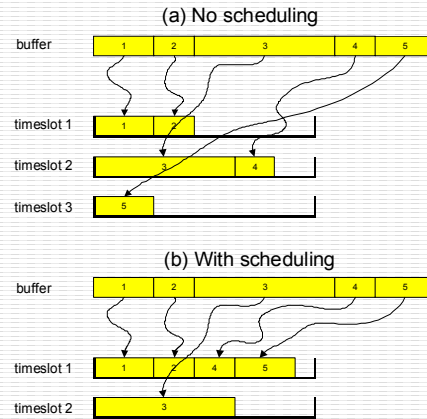 (a) No scheduling
buffer 1 2 3 4 5
timeslot 1 1 2
timeslot 2 3 4
timeslot 3 5
(b) With scheduling
buffer 1 2 3 4 5
timeslot 1 1 2 4 5
timeslot 2 3